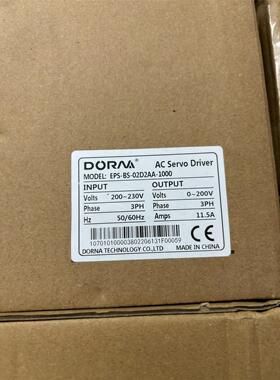 DORNA AC Servo Driver
MODEL: EPS-BS-02D2AA-1000
INPUT OUTPUT
Volts 200~230V Volts 0~200V
Phase 3PH Phase 3PH
Hz 50/60Hz Amps 11.5A
1070101000003802206131F00059
DORNA TECHNOLOGY CO.,LTD MADE IN CHINA
CE